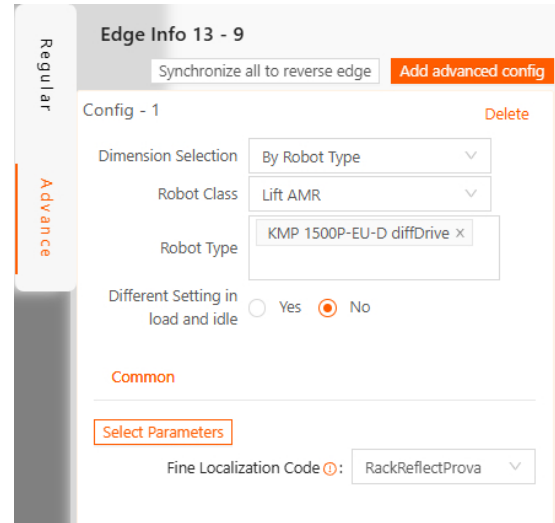 Regular
Advance
Edge Info 13 - 9
Synchronize all to reverse edge
Add advanced config
Config - 1
Delete
Dimension Selection
By Robot Type
Robot Class
Lift AMR
Robot Type
KMP 1500P-EU-D diffDrive ×
Different Setting in
load and idle
Yes
No
Common
Select Parameters
Fine Localization Code :
RackReflectProva